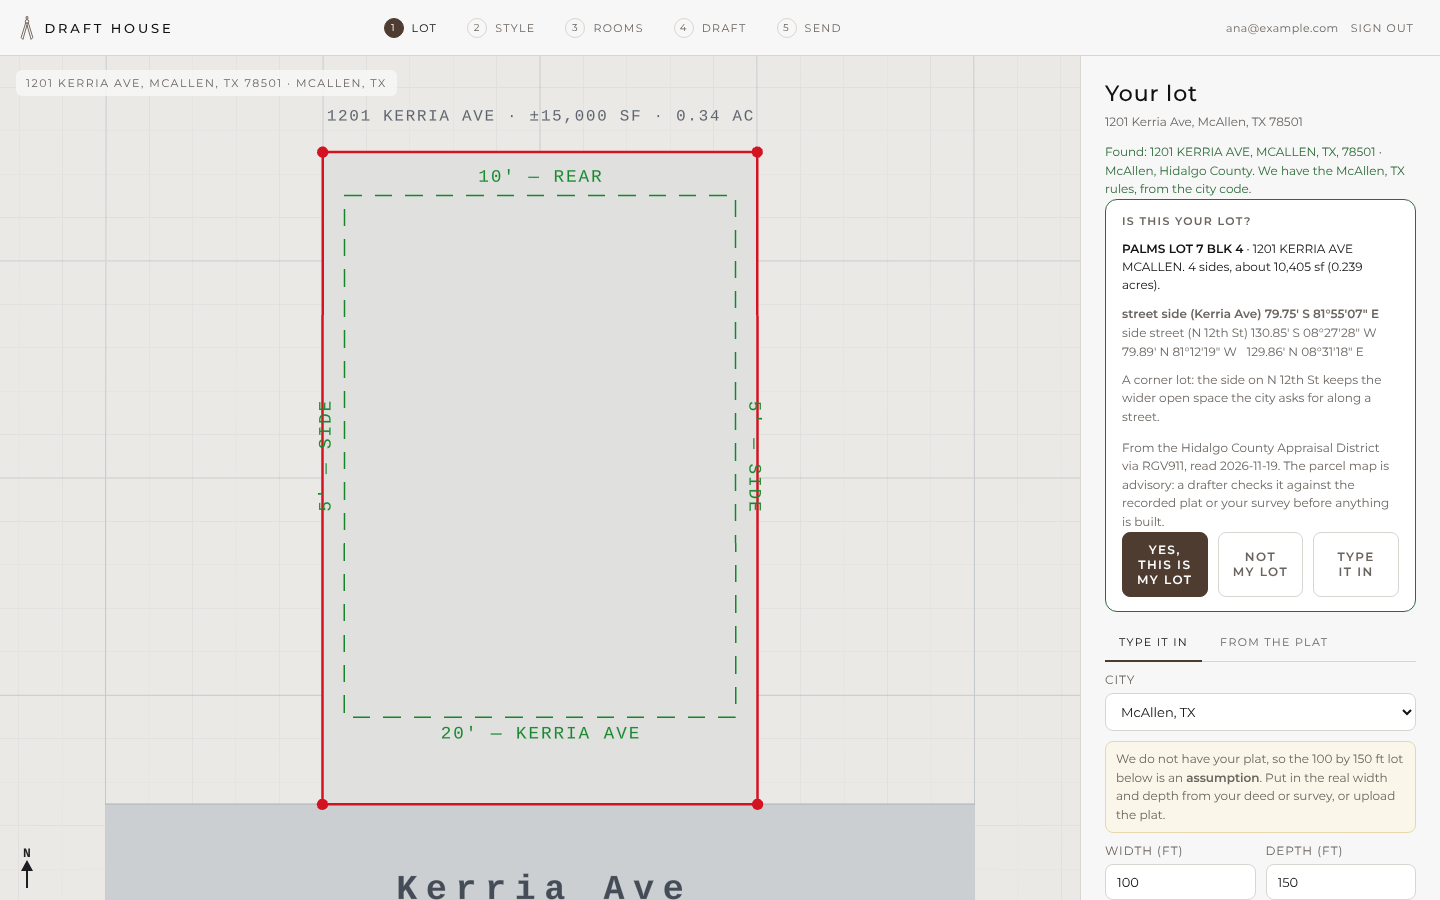 DRAFT HOUSE
1 LOT
2 STYLE
3 ROOMS
4 DRAFT
5 SEND
ana@example.com SIGN OUT
1201 KERRIA AVE, MCALLEN, TX 78501 · MCALLEN, TX
1201 KERRIA AVE · ±15,000 SF · 0.34 AC
10' — REAR
5' — SIDE
5' — SIDE
20' — KERRIA AVE
Kerria Ave
N
Your lot
1201 Kerria Ave, McAllen, TX 78501
Found: 1201 KERRIA AVE, MCALLEN, TX, 78501 ·
McAllen, Hidalgo County. We have the McAllen, TX
rules, from the city code.
IS THIS YOUR LOT?
PALMS LOT 7 BLK 4 · 1201 KERRIA AVE
MCALLEN. 4 sides, about 10,405 sf (0.239
acres).
street side (Kerria Ave) 79.75' S 81°55'07" E
side street (N 12th St) 130.85' S 08°27'28" W
79.89' N 81°12'19" W 129.86' N 08°31'18" E
A corner lot: the side on N 12th St keeps the
wider open space the city asks for along a
street.
From the Hidalgo County Appraisal District
via RGV911, read 2026-11-19. The parcel map is
advisory: a drafter checks it against the
recorded plat or your survey before anything
is built.
YES,
THIS IS
MY LOT
NOT
MY LOT
TYPE
IT IN
TYPE IT IN
FROM THE PLAT
CITY
McAllen, TX
We do not have your plat, so the 100 by 150 ft lot
below is an assumption. Put in the real width
and depth from your deed or survey, or upload
the plat.
WIDTH (FT)
DEPTH (FT)
100
150